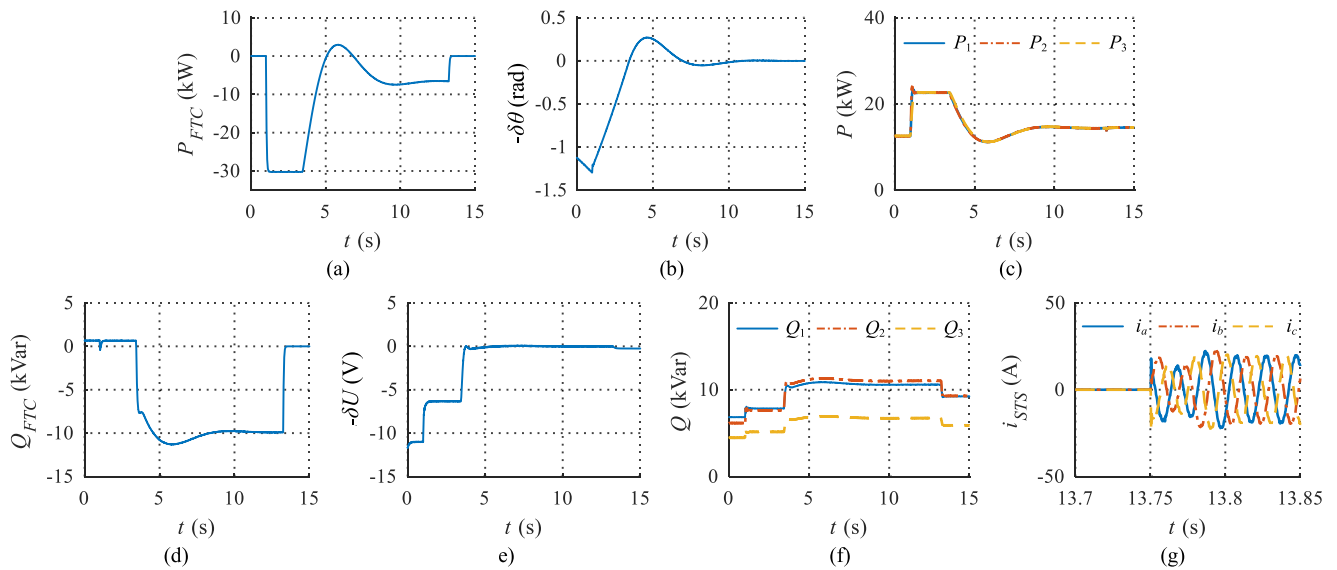 P_FTC (kW)
10
0
-10
-20
-30
0 5 10 15
t (s)
(a)
-δθ (rad)
0.5
0
-0.5
-1
-1.5
0 5 10 15
t (s)
(b)
P (kW)
40
20
0
P1 P2 P3
0 5 10 15
t (s)
(c)
Q_FTC (kVar)
5
0
-5
-10
-15
0 5 10 15
t (s)
(d)
-δU (V)
5
0
-5
-10
-15
0 5 10 15
t (s)
e)
Q (kVar)
20
10
0
Q1 Q2 Q3
0 5 10 15
t (s)
(f)
i_STS (A)
50
0
-50
ia ib ic
13.7 13.75 13.8 13.85
t (s)
(g)